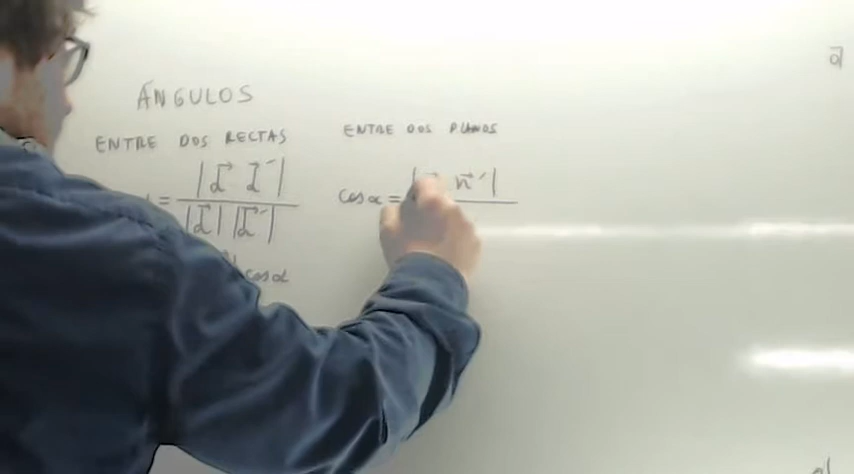 ÁNGULOS
ENTRE DOS RECTAS
ENTRE DOS PLANOS
= |d⃗ d⃗´| / |d⃗| |d⃗´|
cos α = | n⃗´|
cos α